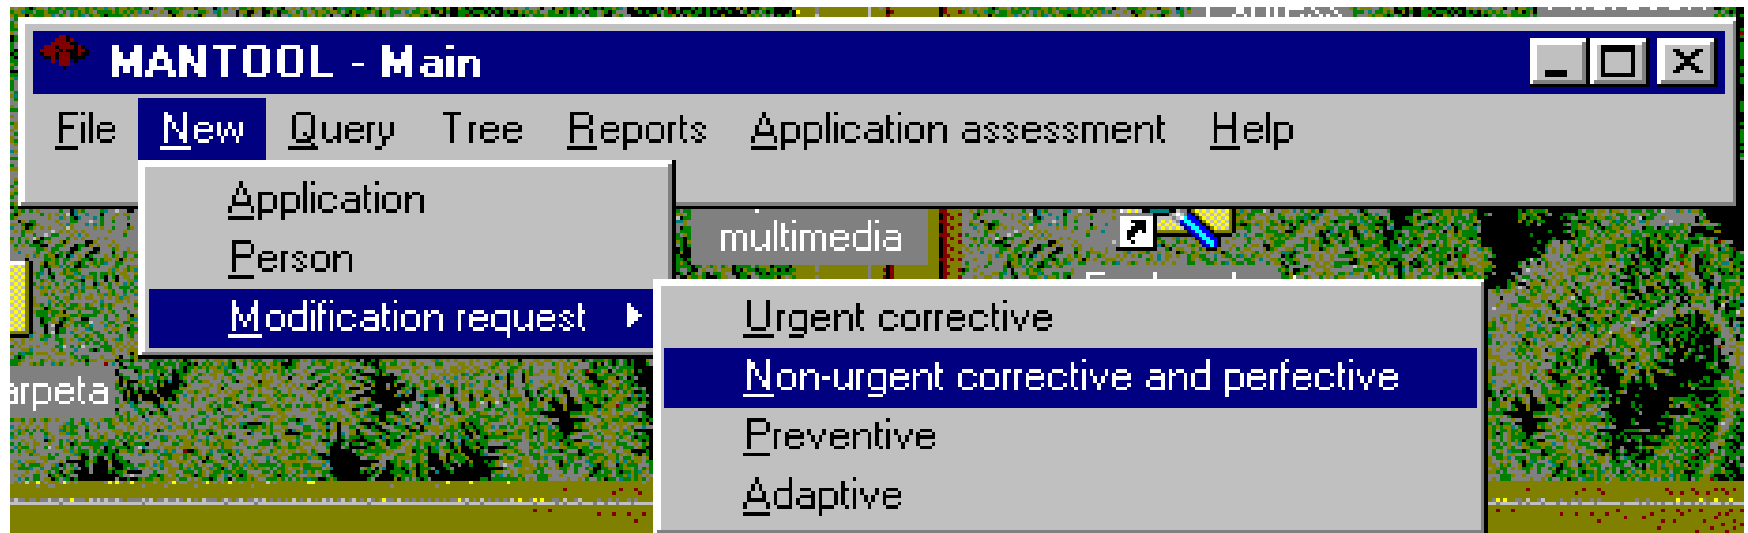 MANTOOL - Main
File New Query Tree Reports Application assessment Help
Application
Person
multimedia
Modification request
Urgent corrective
Non-urgent corrective and perfective
arpeta
Preventive
Adaptive